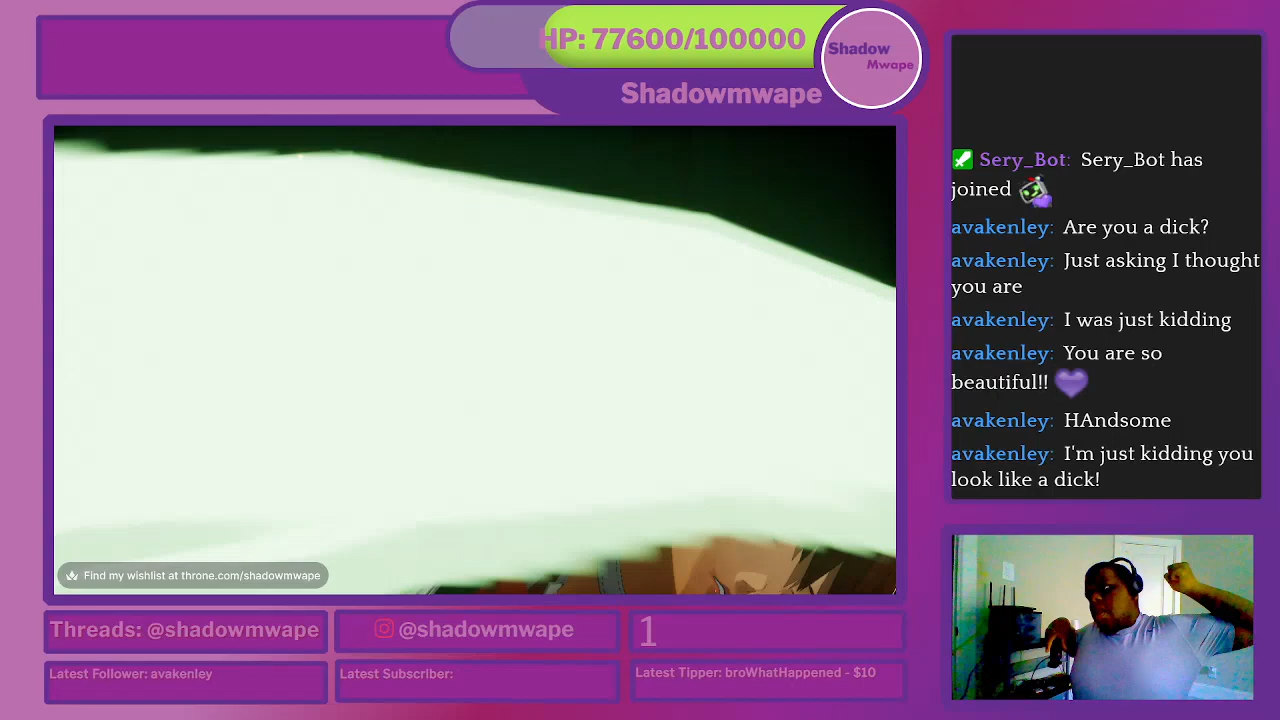 HP: 77600/100000
Shadow
Mwape
Shadowmwape
Sery_Bot: Sery_Bot has
joined
avakenley: Are you a dick?
avakenley: Just asking I thought
you are
avakenley: I was just kidding
avakenley: You are so
beautiful!!
avakenley: HAndsome
avakenley: I'm just kidding you
look like a dick!
Find my wishlist at throne.com/shadowmwape
Threads: @shadowmwape
@shadowmwape
1
Latest Follower: avakenley
Latest Subscriber:
Latest Tipper: broWhatHappened - $10